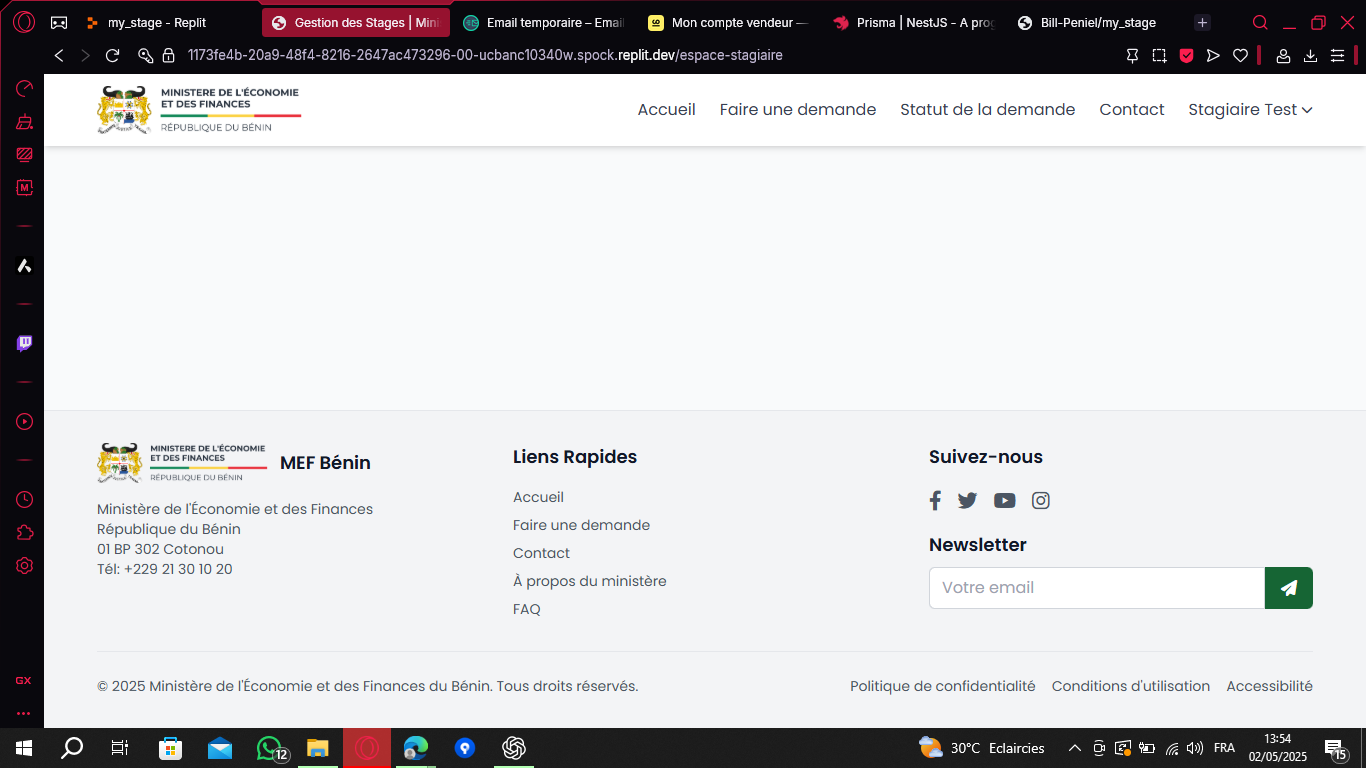 my_stage - Replit
Gestion des Stages | Mini
Email temporaire – Email
Mon compte vendeur —
Prisma | NestJS - A prog
Bill-Peniel/my_stage
1173fe4b-20a9-48f4-8216-2647ac473296-00-ucbanc10340w.spock.replit.dev/espace-stagiaire
MINISTERE DE L'ÉCONOMIE
ET DES FINANCES
RÉPUBLIQUE DU BÉNIN
Accueil
Faire une demande
Statut de la demande
Contact
Stagiaire Test
MINISTERE DE L'ÉCONOMIE
ET DES FINANCES
RÉPUBLIQUE DU BÉNIN
MEF Bénin
Ministère de l'Économie et des Finances
République du Bénin
01 BP 302 Cotonou
Tél: +229 21 30 10 20
Liens Rapides
Accueil
Faire une demande
Contact
À propos du ministère
FAQ
Suivez-nous
Newsletter
Votre email
© 2025 Ministère de l'Économie et des Finances du Bénin. Tous droits réservés.
Politique de confidentialité
Conditions d'utilisation
Accessibilité
M
GX
12
30°C Eclaircies
FRA
13:54
02/05/2025
15